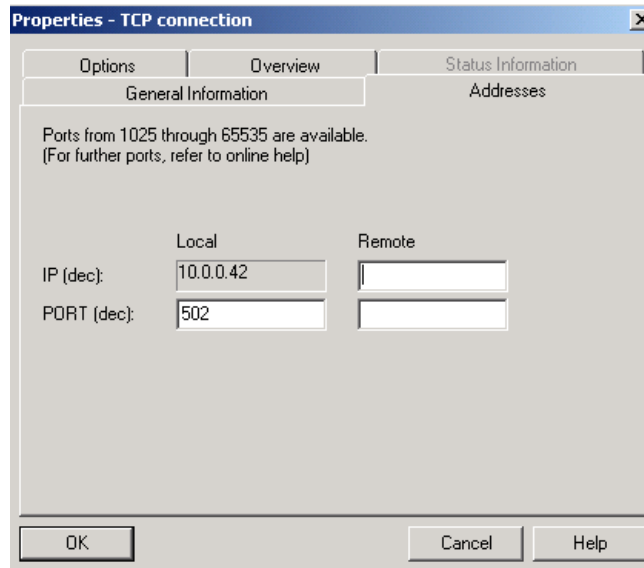 Properties - TCP connection
Options Overview Status Information
General Information Addresses
Ports from 1025 through 65535 are available.
(For further ports, refer to online help)
Local Remote
IP (dec): 10.0.0.42
PORT (dec): 502
OK Cancel Help